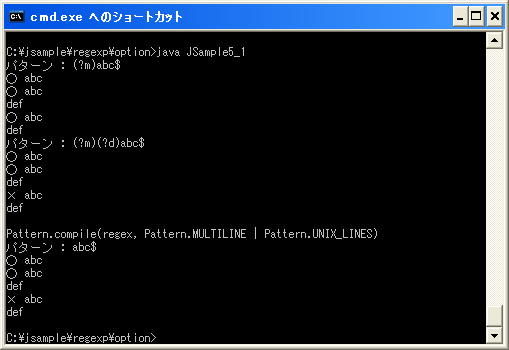 cmd.exe へのショートカット
C:\jsample\regexp\option>java JSample5_1
パターン : (?m)abc$
○ abc
○ abc
def
○ abc
def
パターン : (?m)(?d)abc$
○ abc
○ abc
def
× abc
def
Pattern.compile(regex, Pattern.MULTILINE | Pattern.UNIX_LINES)
パターン : abc$
○ abc
○ abc
def
× abc
def
C:\jsample\regexp\option>